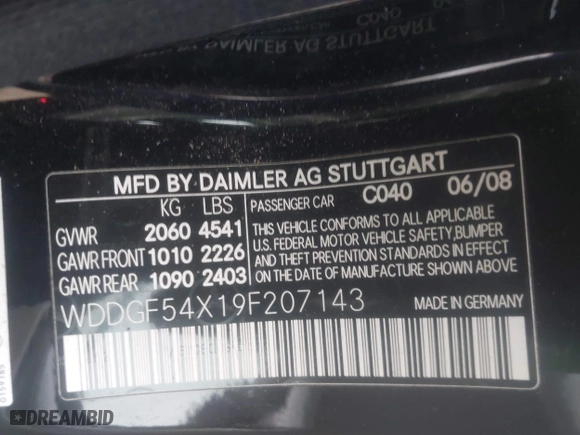 MFD BY DAIMLER AG STUTTGART
KG LBS PASSENGER CAR C040 06/08
GVWR 2060 4541
GAWR FRONT 1010 2226
GAWR REAR 1090 2403
THIS VEHICLE CONFORMS TO ALL APPLICABLE
U.S. FEDERAL MOTOR VEHICLE SAFETY, BUMPER
AND THEFT PREVENTION STANDARDS IN EFFECT
ON THE DATE OF MANUFACTURE SHOWN ABOVE
WDDGF54X19F207143
MADE IN GERMANY
DREAMBID